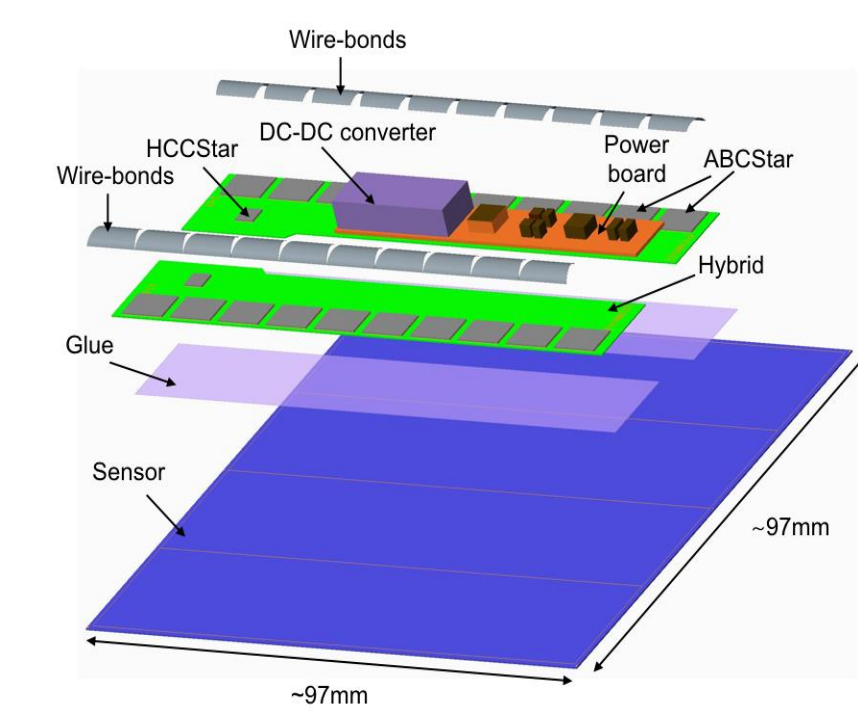 Wire-bonds
DC-DC converter
HCCStar
Power
board
ABCStar
Wire-bonds
Hybrid
Glue
Sensor
~97mm
~97mm